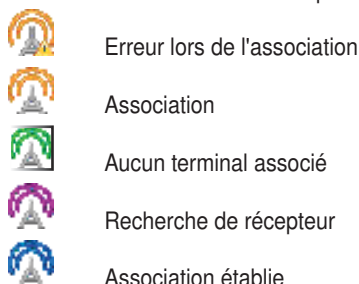 Erreur lors de l'association
Association
Aucun terminal associé
Recherche de récepteur
Association établie